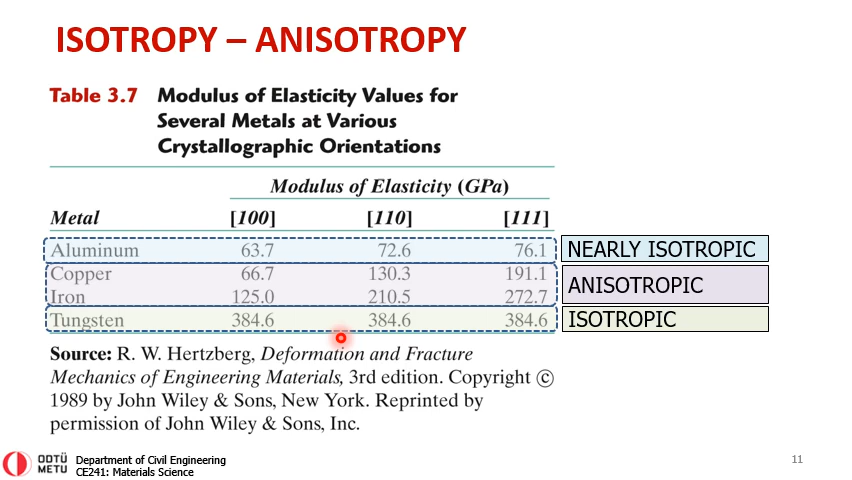 ISOTROPY – ANISOTROPY
Table 3.7 Modulus of Elasticity Values for
Several Metals at Various
Crystallographic Orientations
Modulus of Elasticity (GPa)
Metal [100] [110] [111]
Aluminum 63.7 72.6 76.1 NEARLY ISOTROPIC
Copper 66.7 130.3 191.1
ANISOTROPIC
Iron 125.0 210.5 272.7
Tungsten 384.6 384.6 384.6 ISOTROPIC
Source: R. W. Hertzberg, Deformation and Fracture
Mechanics of Engineering Materials, 3rd edition. Copyright ©
1989 by John Wiley & Sons, New York. Reprinted by
permission of John Wiley & Sons, Inc.
ODTÜ
METU
Department of Civil Engineering
CE241: Materials Science
11